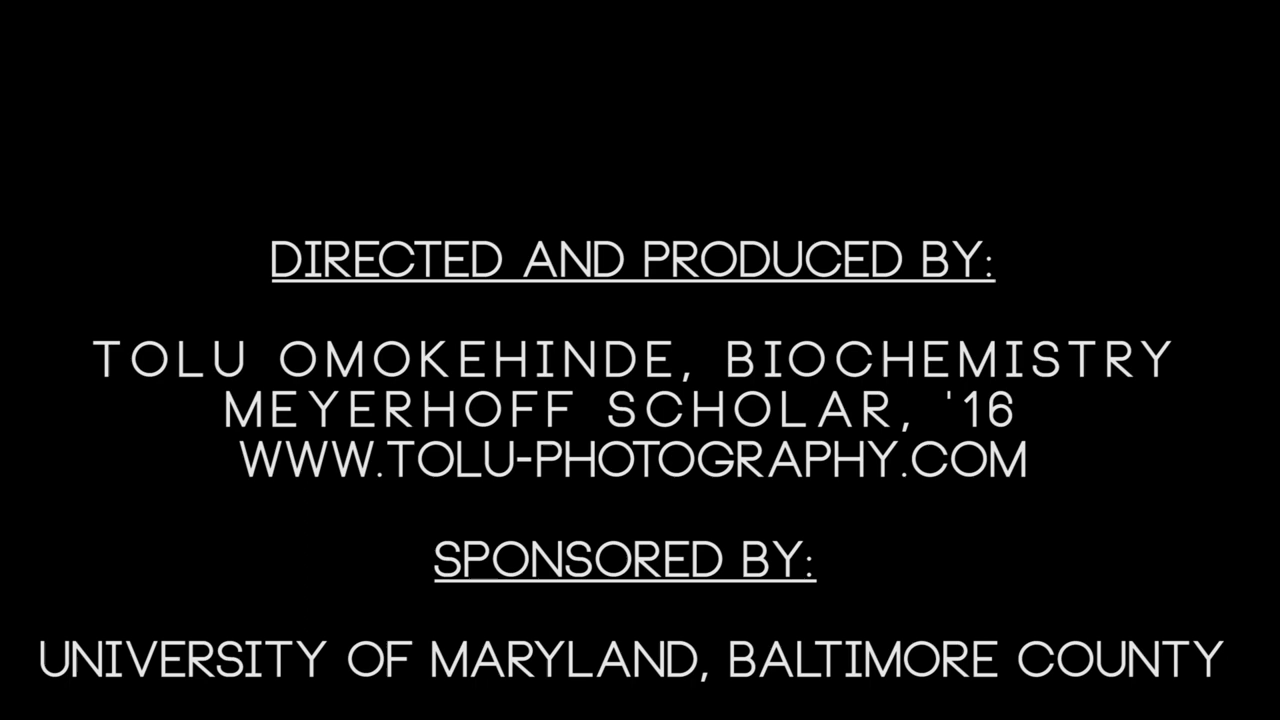 DIRECTED AND PRODUCED BY:
TOLU OMOKEHINDE, BIOCHEMISTRY
MEYERHOFF SCHOLAR, '16
WWW.TOLU-PHOTOGRAPHY.COM
SPONSORED BY:
UNIVERSITY OF MARYLAND, BALTIMORE COUNTY